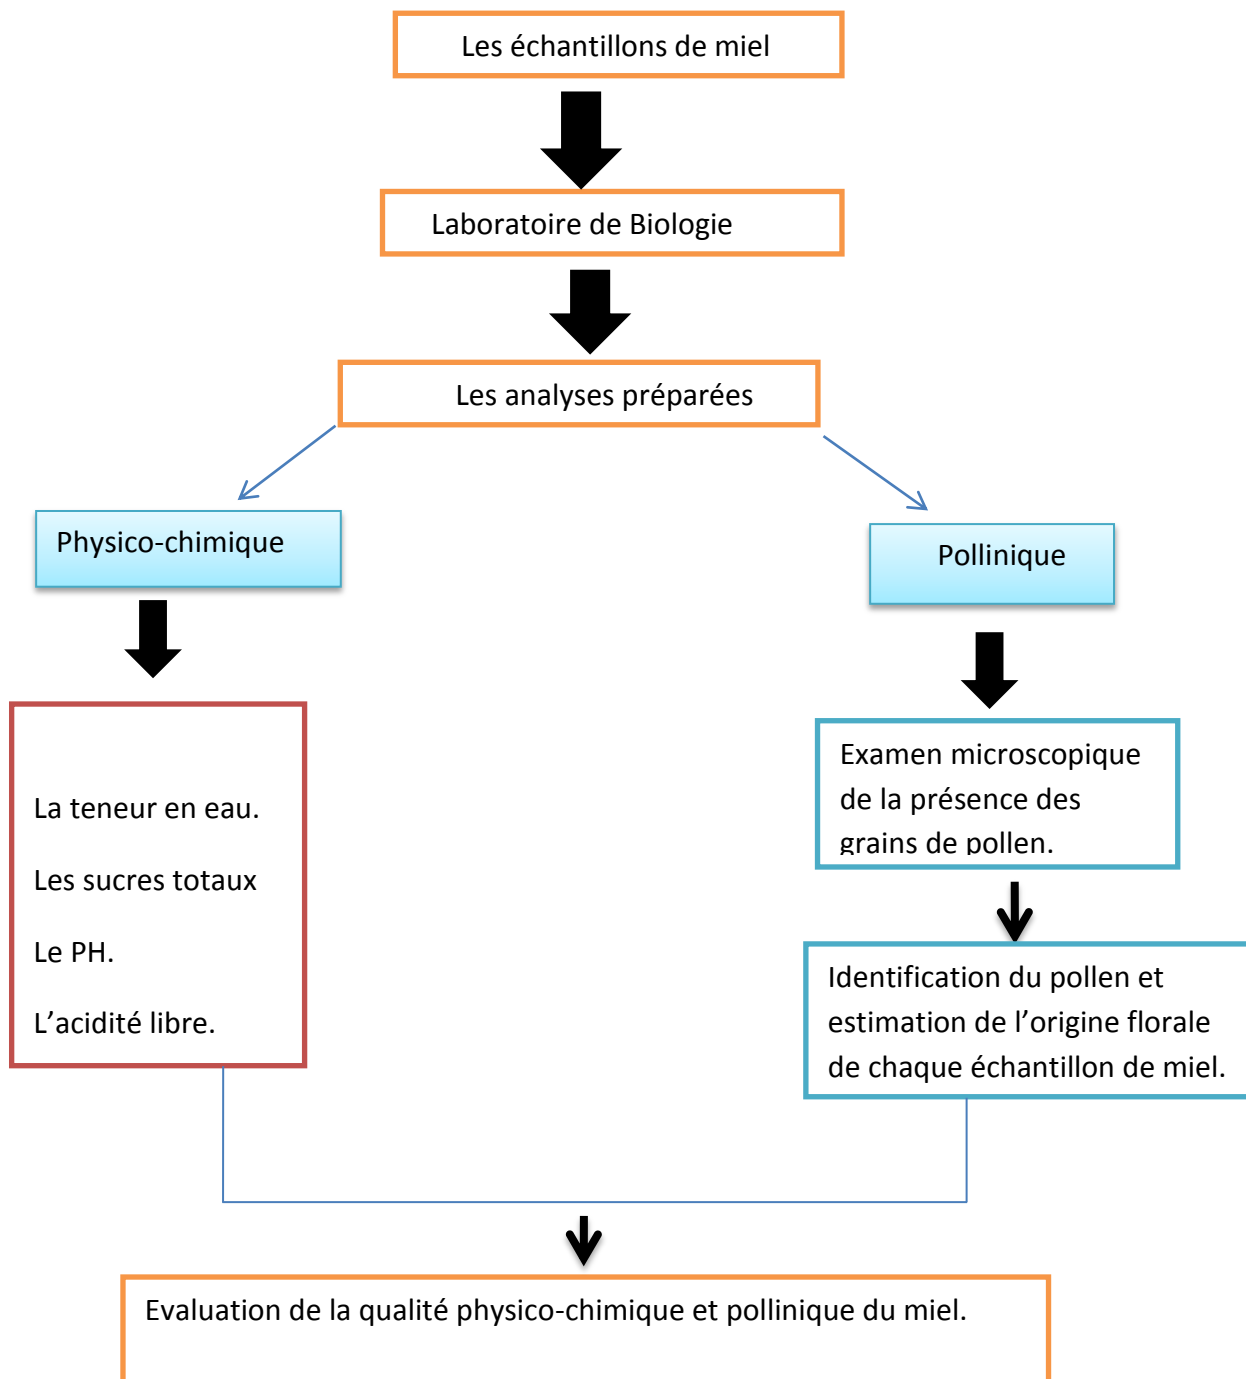 Les échantillons de miel
Laboratoire de Biologie
Les analyses préparées
Physico-chimique
Pollinique
La teneur en eau.
Les sucres totaux
Le PH.
L’acidité libre.
Examen microscopique
de la présence des
grains de pollen.
Identification du pollen et
estimation de l’origine florale
de chaque échantillon de miel.
Evaluation de la qualité physico-chimique et pollinique du miel.